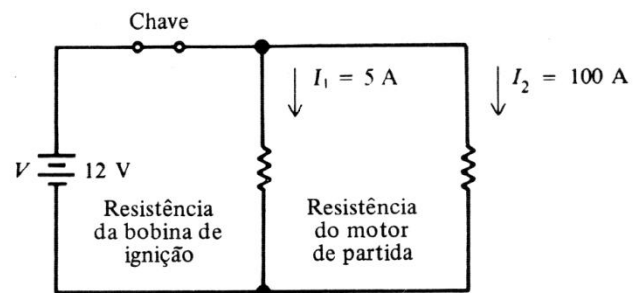 Chave
I₁ = 5 A
I₂ = 100 A
V
12 V
Resistência
da bobina de
ignição
Resistência
do motor
de partida